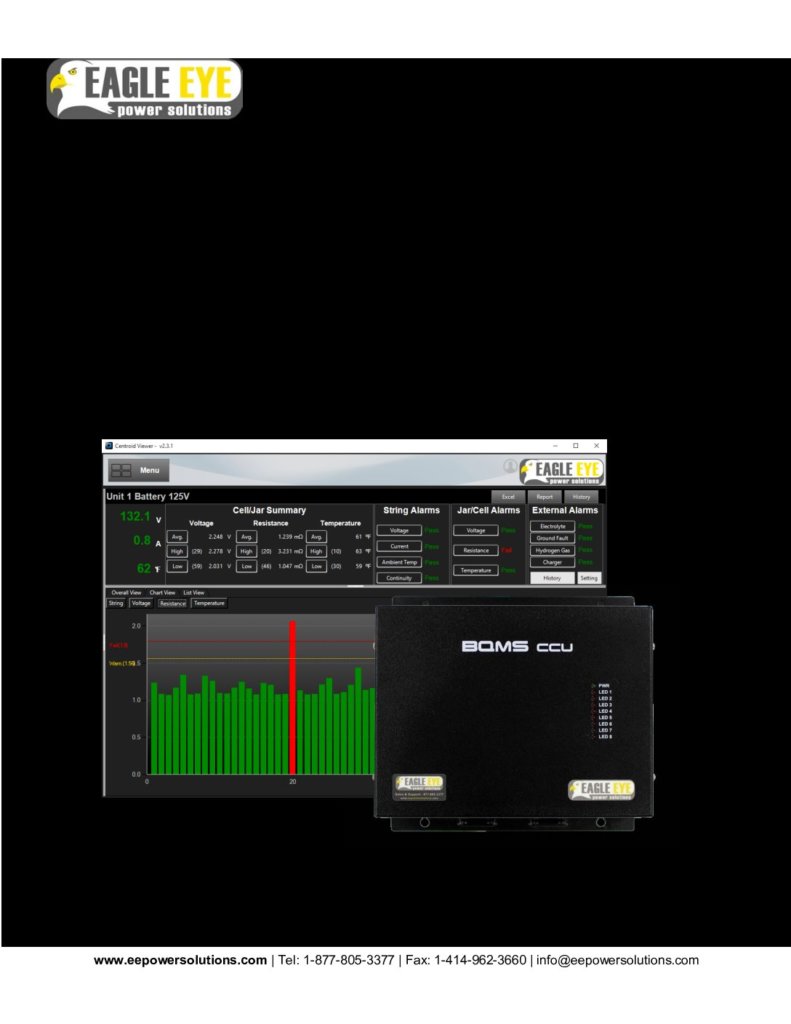 EAGLE EYE
power solutions
Centroid Viewer - v2.3.1
Menu
EAGLE EYE
power solutions
Unit 1 Battery 125V
Excel Report History
132.1 V
0.8 A
62 °F
Cell/Jar Summary
Voltage Resistance Temperature
Avg. 2.248 V Avg. 1.239 mΩ Avg. 61 ºF
High (29) 2.278 V High (20) 3.231 mΩ High (10) 63 ºF
Low (59) 2.031 V Low (46) 1.047 mΩ Low (30) 59 ºF
String Alarms
Voltage Pass
Current Pass
Ambient Temp Pass
Continuity Pass
Jar/Cell Alarms
Voltage Pass
Resistance Fail
Temperature Pass
External Alarms
Electrolyte Pass
Ground Fault Pass
Hydrogen Gas Pass
Charger Pass
History Setting
Overall View Chart View List View
String Voltage Resistance Temperature
2.0
1.5
1.0
0.5
0.0
0 20
BQMS CCU
PWR
LED 1
LED 2
LED 3
LED 4
LED 5
LED 6
LED 7
LED 8
EAGLE EYE
EAGLE EYE
power solutions
www.eepowersolutions.com | Tel: 1-877-805-3377 | Fax: 1-414-962-3660 | info@eepowersolutions.com